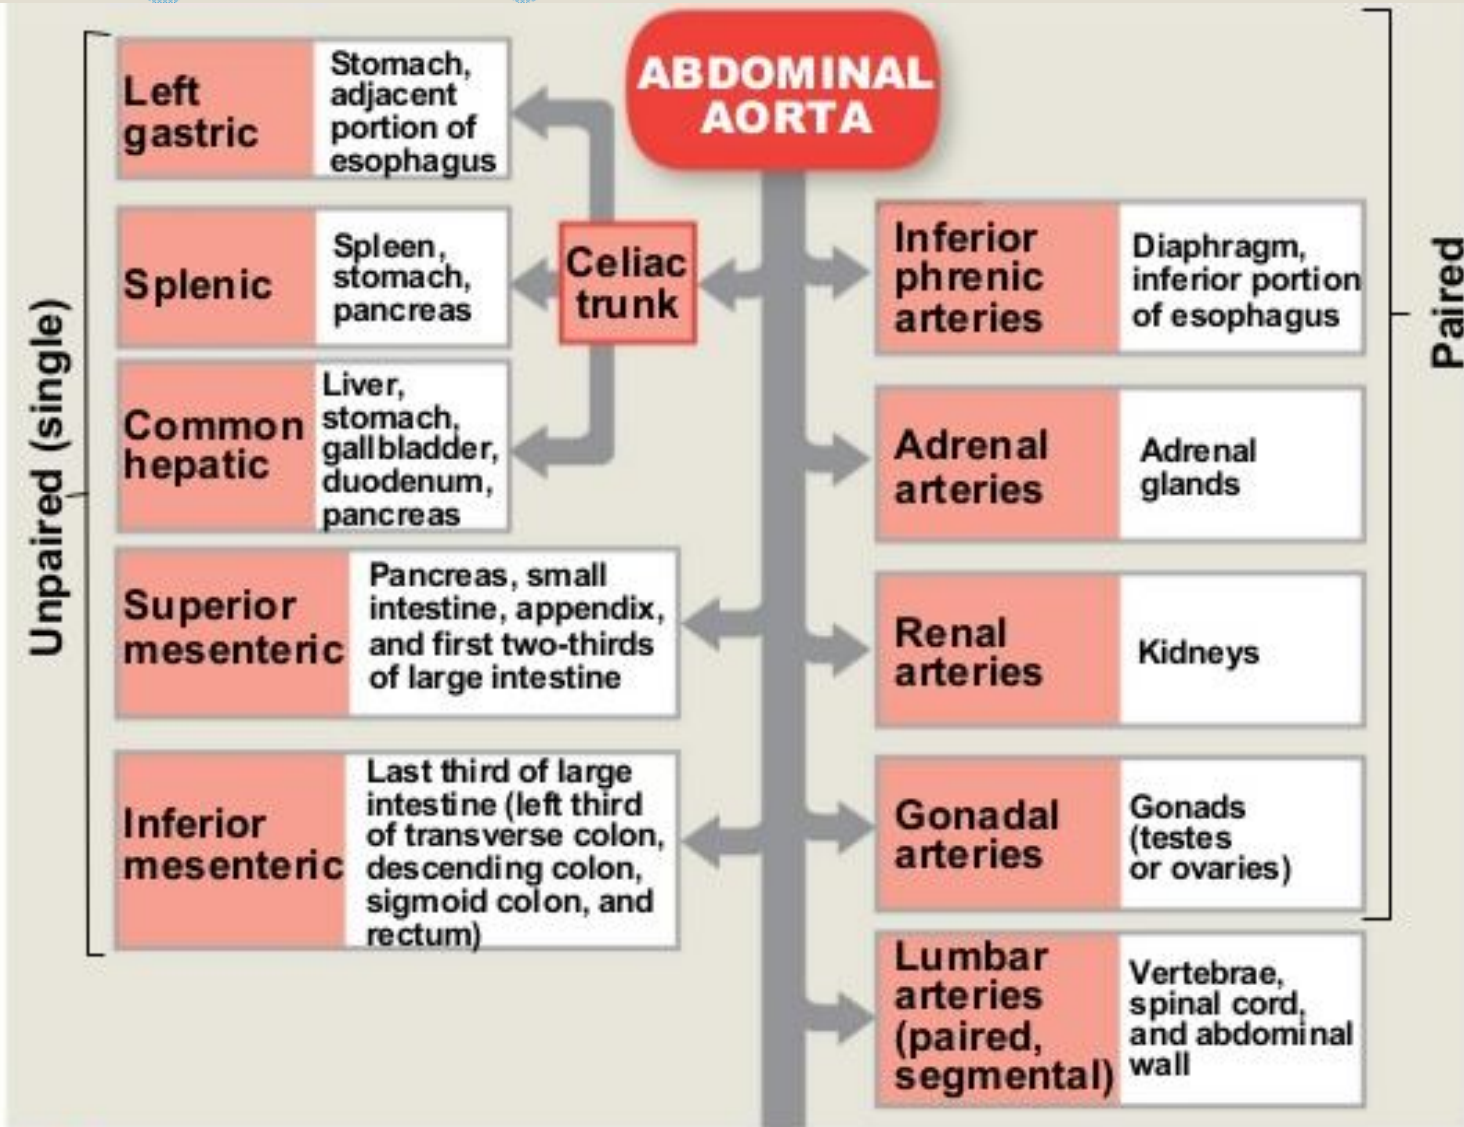 ABDOMINAL
AORTA
Unpaired (single)
Left
gastric
Stomach,
adjacent
portion of
esophagus
Splenic
Spleen,
stomach,
pancreas
Common
hepatic
Liver,
stomach,
gallbladder,
duodenum,
pancreas
Celiac
trunk
Superior
mesenteric
Pancreas, small
intestine, appendix,
and first two-thirds
of large intestine
Inferior
mesenteric
Last third of large
intestine (left third
of transverse colon,
descending colon,
sigmoid colon, and
rectum)
Paired
Inferior
phrenic
arteries
Diaphragm,
inferior portion
of esophagus
Adrenal
arteries
Adrenal
glands
Renal
arteries
Kidneys
Gonadal
arteries
Gonads
(testes
or ovaries)
Lumbar
arteries
(paired,
segmental)
Vertebrae,
spinal cord,
and abdominal
wall